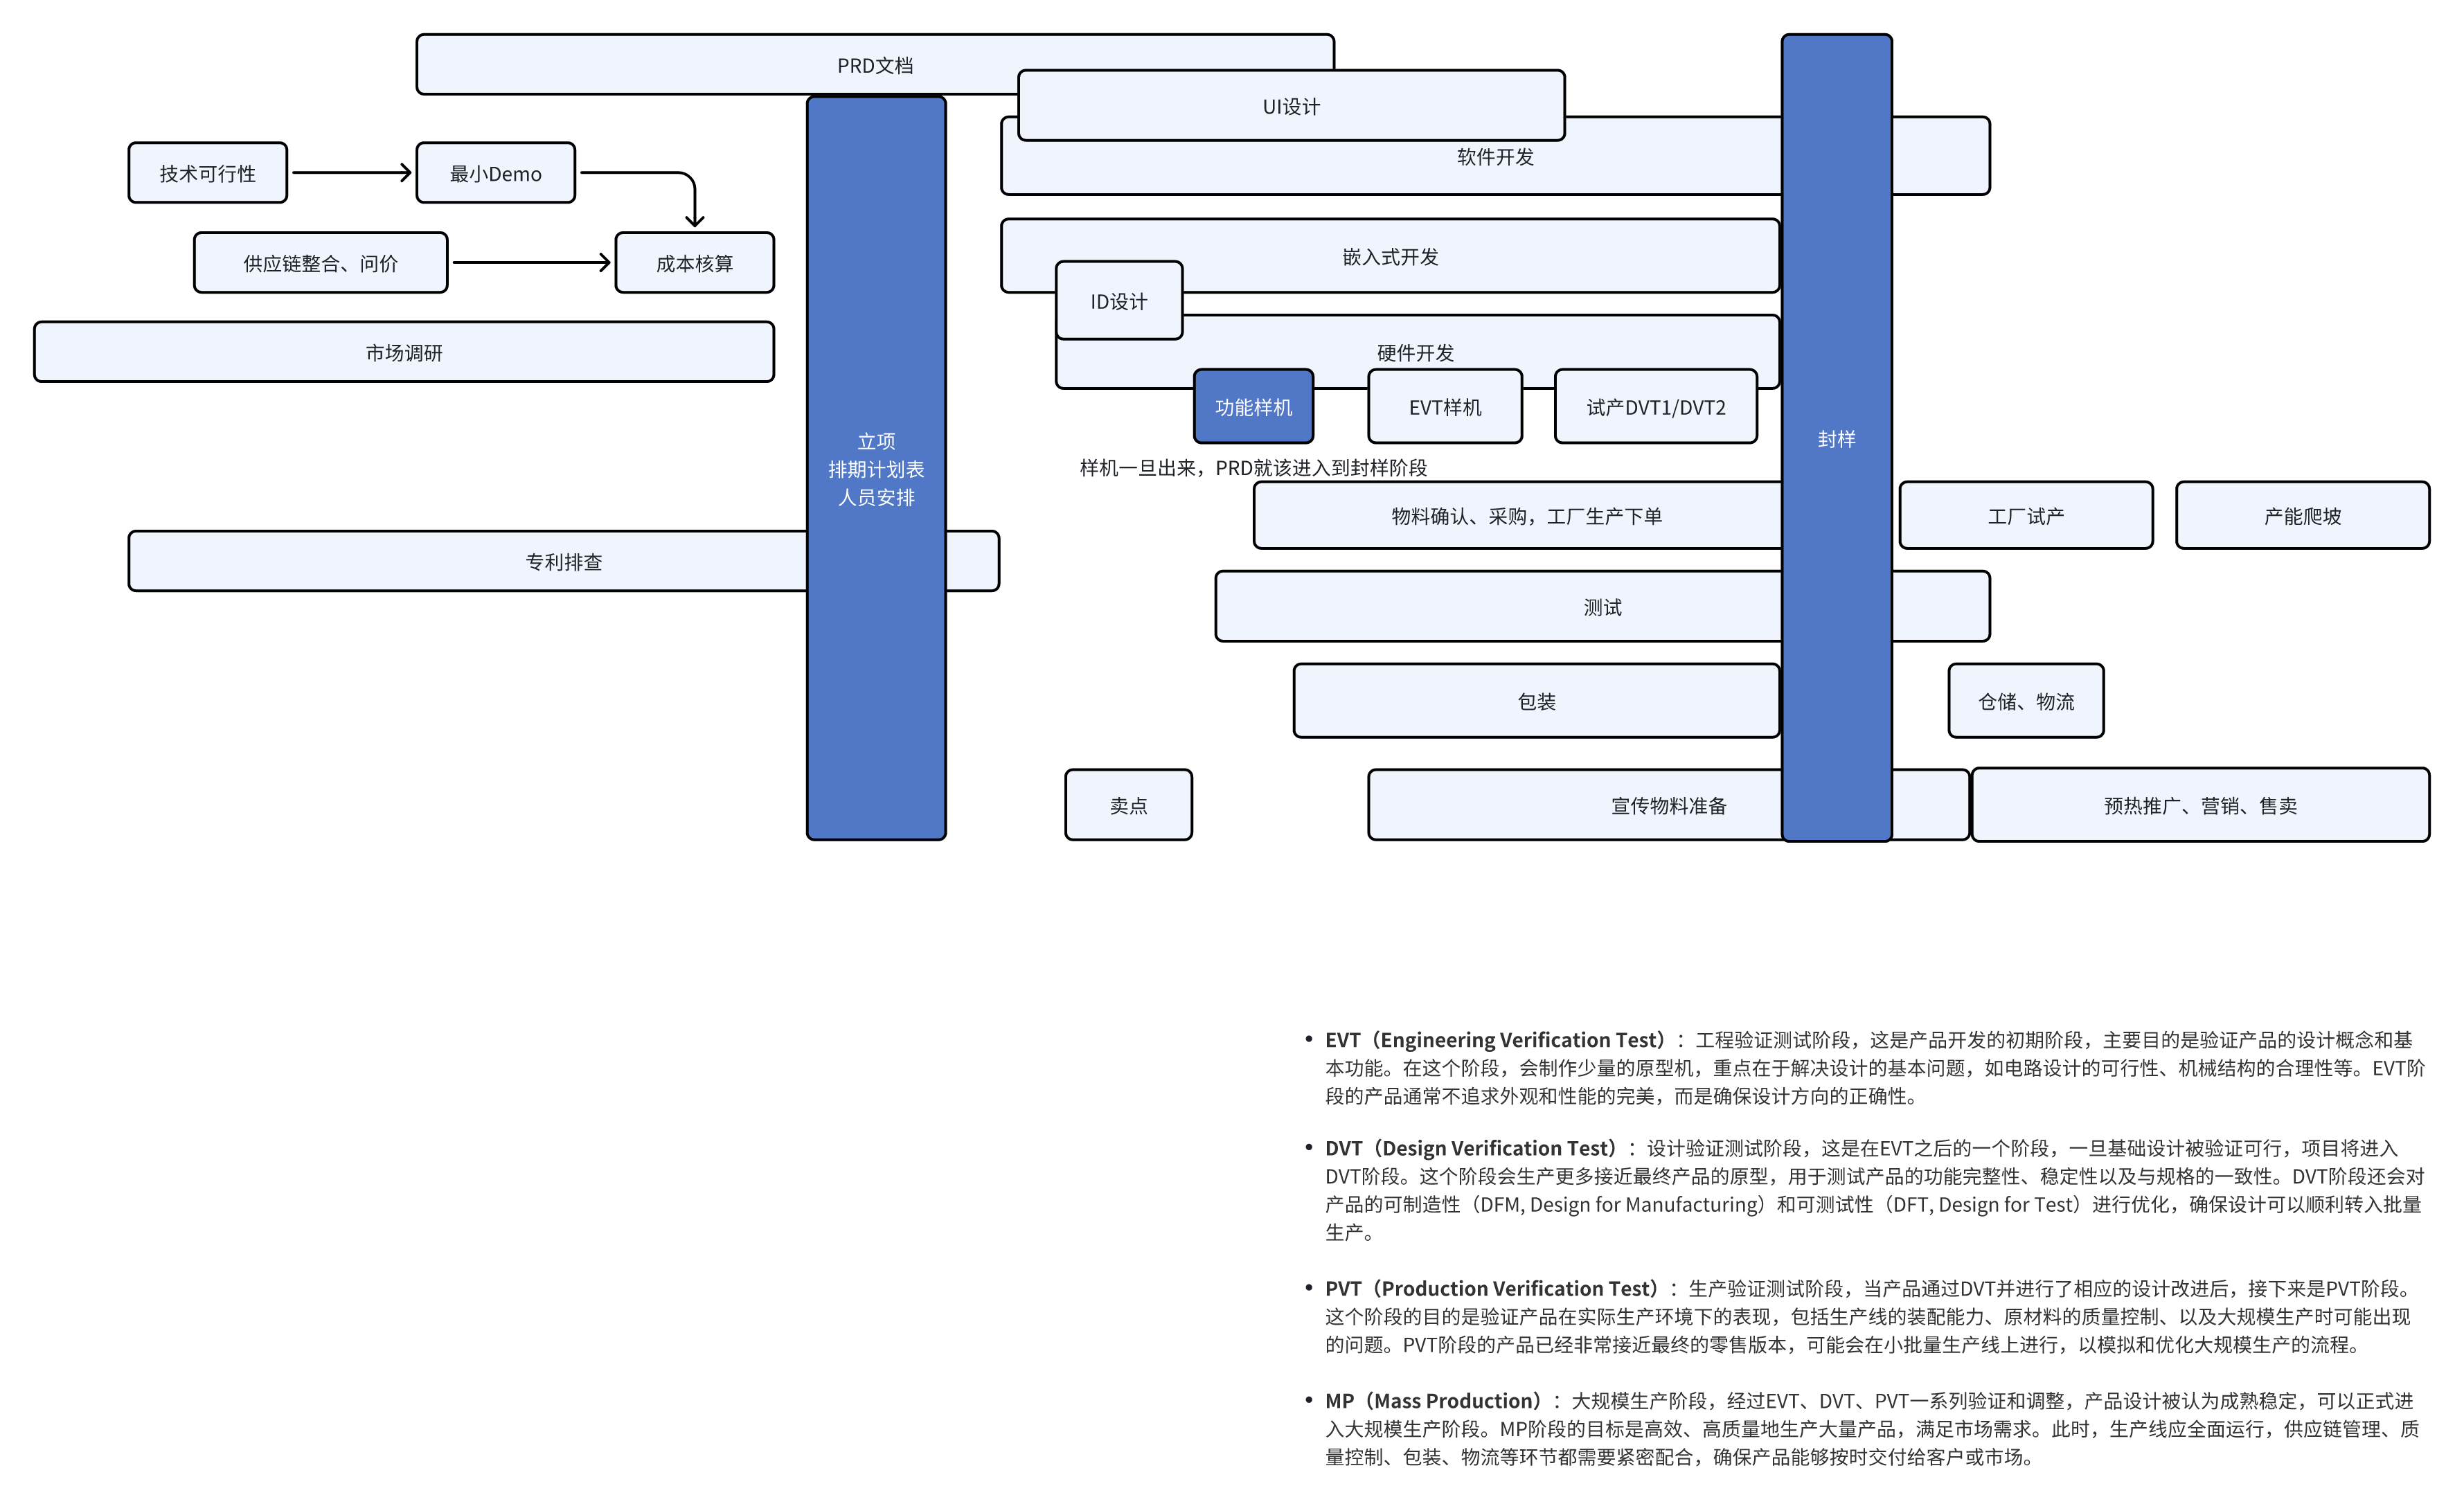 PRD文档
UI设计
软件开发
技术可行性
最小Demo
供应链整合、问价
成本核算
嵌入式开发
ID设计
市场调研
硬件开发
功能样机
EVT样机
试产DVT1/DVT2
立项
排期计划表
人员安排
封样
样机一旦出来，PRD就该进入到封样阶段
物料确认、采购，工厂生产下单
工厂试产
产能爬坡
专利排查
测试
包装
仓储、物流
卖点
宣传物料准备
预热推广、营销、售卖
• EVT（Engineering Verification Test）：工程验证测试阶段，这是产品开发的初期阶段，主要目的是验证产品的设计概念和基
本功能。在这个阶段，会制作少量的原型机，重点在于解决设计的基本问题，如电路设计的可行性、机械结构的合理性等。EVT阶
段的产品通常不追求外观和性能的完美，而是确保设计方向的正确性。
• DVT（Design Verification Test）：设计验证测试阶段，这是在EVT之后的一个阶段，一旦基础设计被验证可行，项目将进入
DVT阶段。这个阶段会生产更多接近最终产品的原型，用于测试产品的功能完整性、稳定性以及与规格的一致性。DVT阶段还会对
产品的可制造性（DFM, Design for Manufacturing）和可测试性（DFT, Design for Test）进行优化，确保设计可以顺利转入批量
生产。
• PVT（Production Verification Test）：生产验证测试阶段，当产品通过DVT并进行了相应的设计改进后，接下来是PVT阶段。
这个阶段的目的是验证产品在实际生产环境下的表现，包括生产线的装配能力、原材料的质量控制、以及大规模生产时可能出现
的问题。PVT阶段的产品已经非常接近最终的零售版本，可能会在小批量生产线上进行，以模拟和优化大规模生产的流程。
• MP（Mass Production）：大规模生产阶段，经过EVT、DVT、PVT一系列验证和调整，产品设计被认为成熟稳定，可以正式进
入大规模生产阶段。MP阶段的目标是高效、高质量地生产大量产品，满足市场需求。此时，生产线应全面运行，供应链管理、质
量控制、包装、物流等环节都需要紧密配合，确保产品能够按时交付给客户或市场。